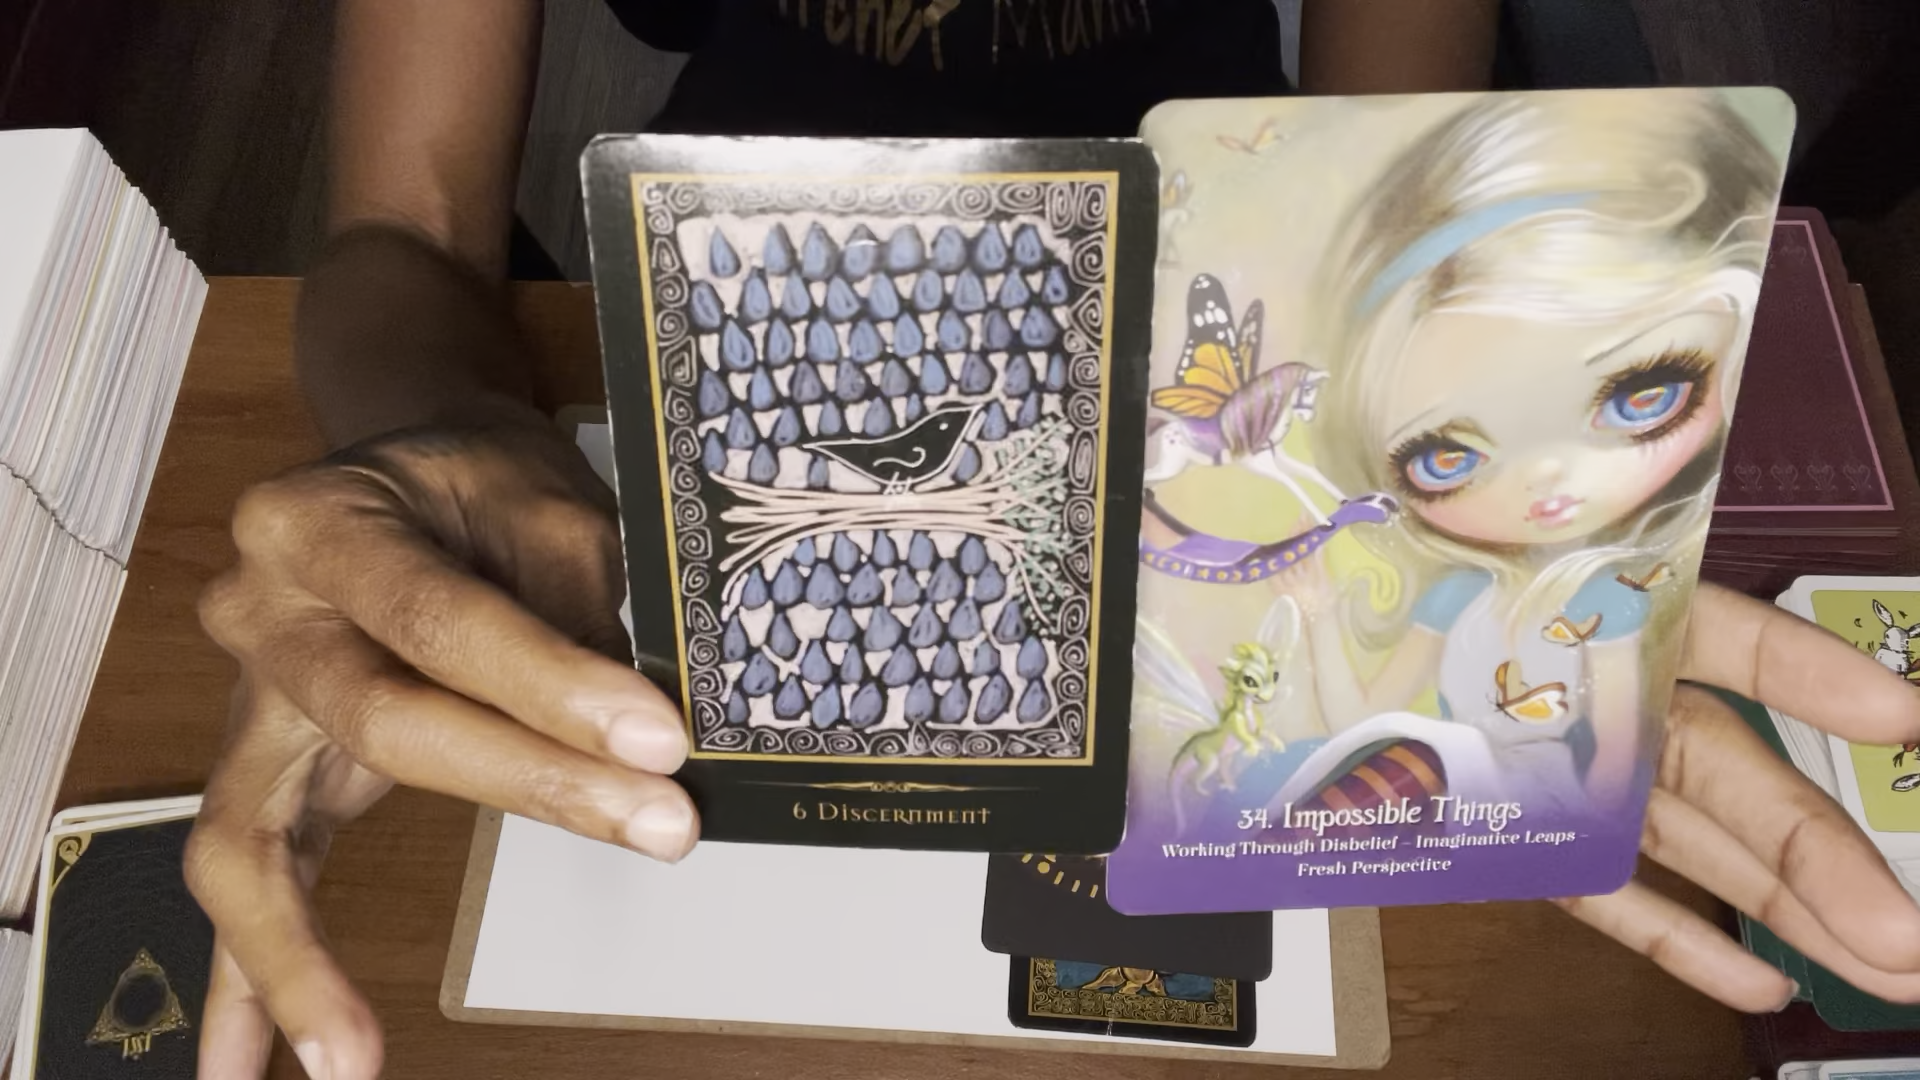 6 Discernment
34. Impossible Things
Working Through Disbelief – Imaginative Leaps –
Fresh Perspective